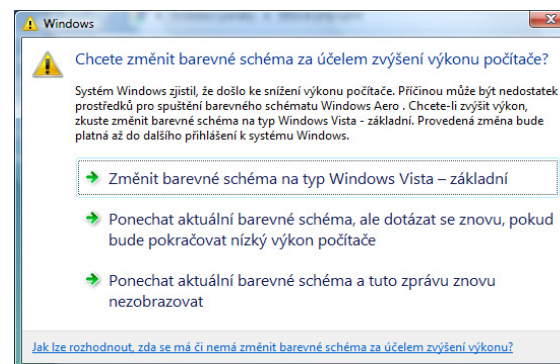 Windows
Chcete změnit barevné schéma za účelem zvýšení výkonu počítače?
Systém Windows zjistil, že došlo ke snížení výkonu počítače. Příčinou může být nedostatek
prostředků pro spuštění barevného schématu Windows Aero . Chcete-li zvýšit výkon,
zkuste změnit barevné schéma na typ Windows Vista - základní. Provedená změna bude
platná až do dalšího přihlášení k systému Windows.
Změnit barevné schéma na typ Windows Vista – základní
Ponechat aktuální barevné schéma, ale dotázat se znovu, pokud
bude pokračovat nízký výkon počítače
Ponechat aktuální barevné schéma a tuto zprávu znovu
nezobrazovat
Jak lze rozhodnout, zda se má či nemá změnit barevné schéma za účelem zvýšení výkonu?